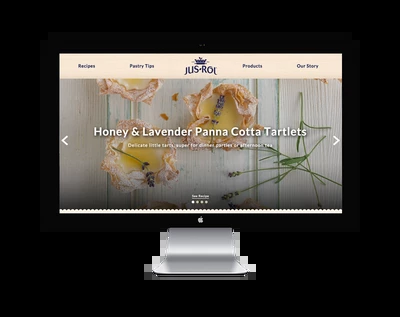 Recipes
Pastry Tips
JUS-ROL
Products
Our Story
Honey & Lavender Panna Cotta Tartlets
Delicate little tarts, super for dinner parties or afternoon tea
See Recipe